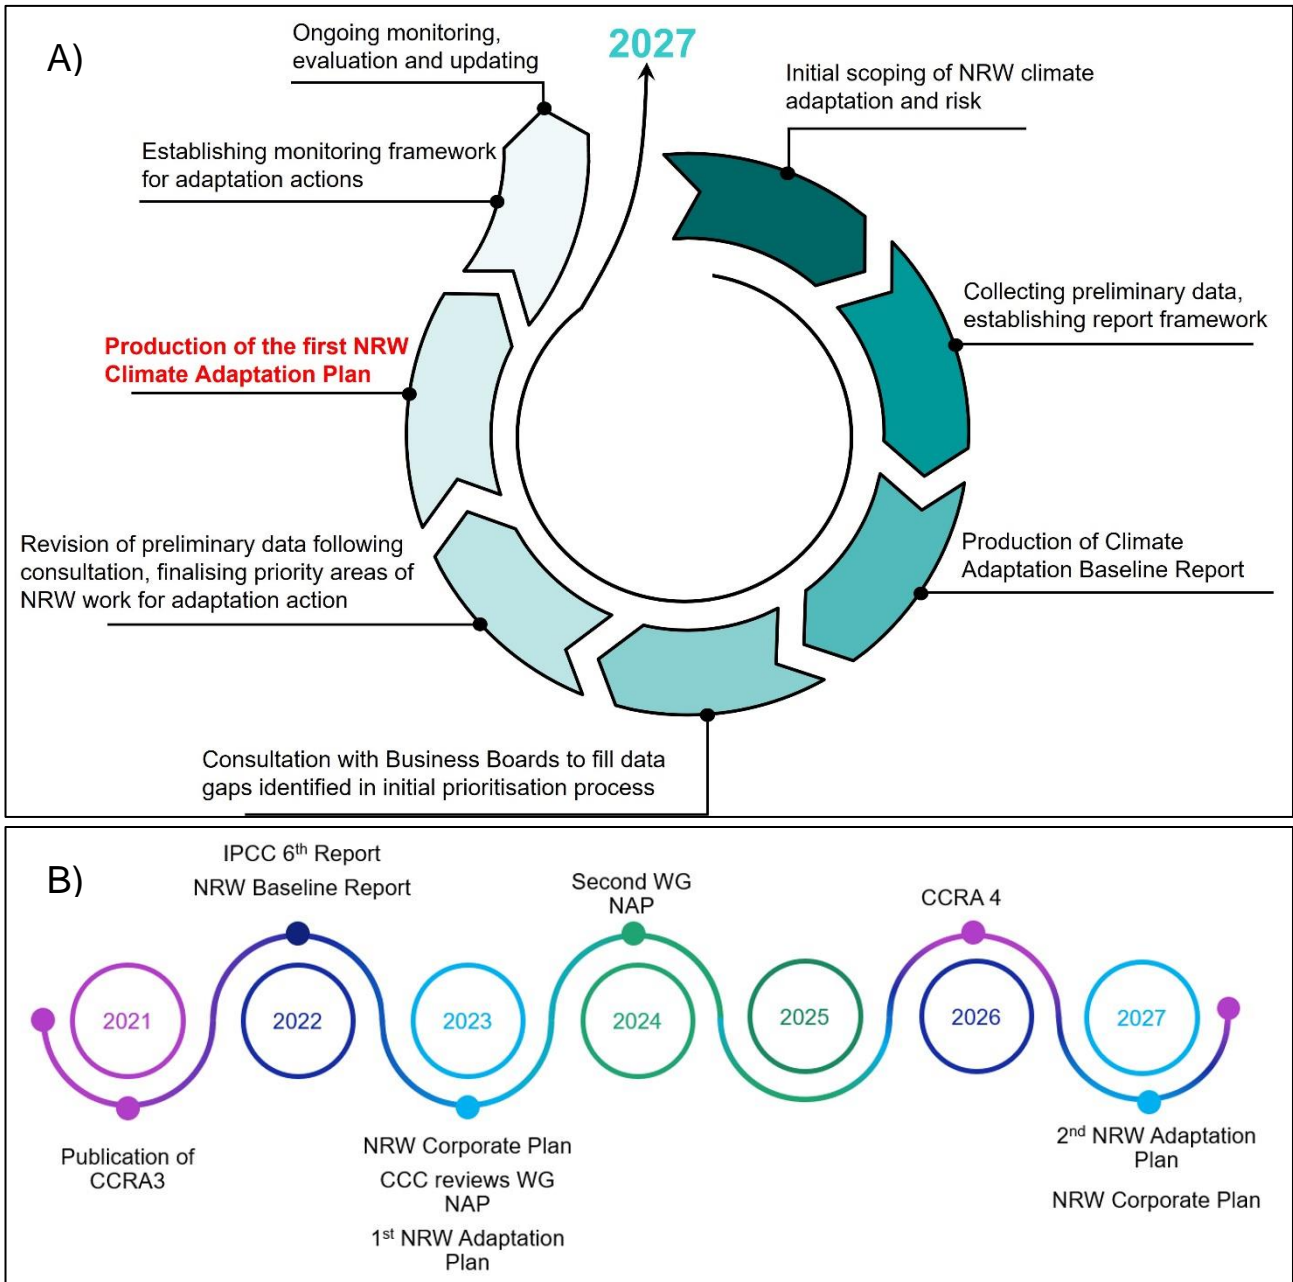 A)
2027
Initial scoping of NRW climate
adaptation and risk
Collecting preliminary data,
establishing report framework
Production of Climate
Adaptation Baseline Report
Consultation with Business Boards to fill data
gaps identified in initial prioritisation process
Revision of preliminary data following
consultation, finalising priority areas of
NRW work for adaptation action
Production of the first NRW
Climate Adaptation Plan
Establishing monitoring framework
for adaptation actions
Ongoing monitoring,
evaluation and updating
B)
2021
Publication of
CCRA3
2022
IPCC 6th Report
NRW Baseline Report
2023
NRW Corporate Plan
CCC reviews WG
NAP
1st NRW Adaptation
Plan
2024
Second WG
NAP
2025
2026
CCRA 4
2027
2nd NRW Adaptation
Plan
NRW Corporate Plan